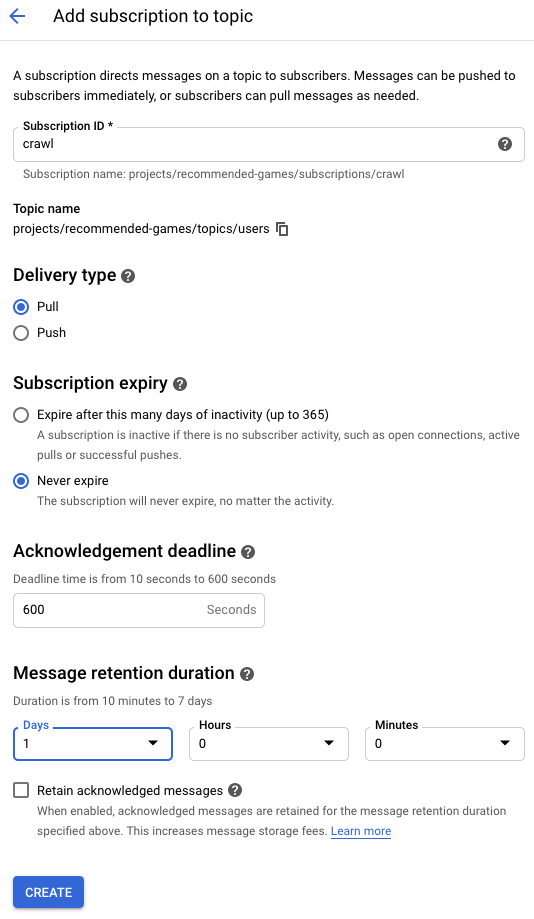 Add subscription to topic
A subscription directs messages on a topic to subscribers. Messages can be pushed to
subscribers immediately, or subscribers can pull messages as needed.
Subscription ID *
crawl
Subscription name: projects/recommended-games/subscriptions/crawl
Topic name
projects/recommended-games/topics/users
Delivery type
Pull
Push
Subscription expiry
Expire after this many days of inactivity (up to 365)
A subscription is inactive if there is no subscriber activity, such as open connections, active
pulls or successful pushes.
Never expire
The subscription will never expire, no matter the activity.
Acknowledgement deadline
Deadline time is from 10 seconds to 600 seconds
600 Seconds
Message retention duration
Duration is from 10 minutes to 7 days
Days Hours Minutes
1 0 0
Retain acknowledged messages
When enabled, acknowledged messages are retained for the message retention duration
specified above. This increases message storage fees. Learn more
CREATE